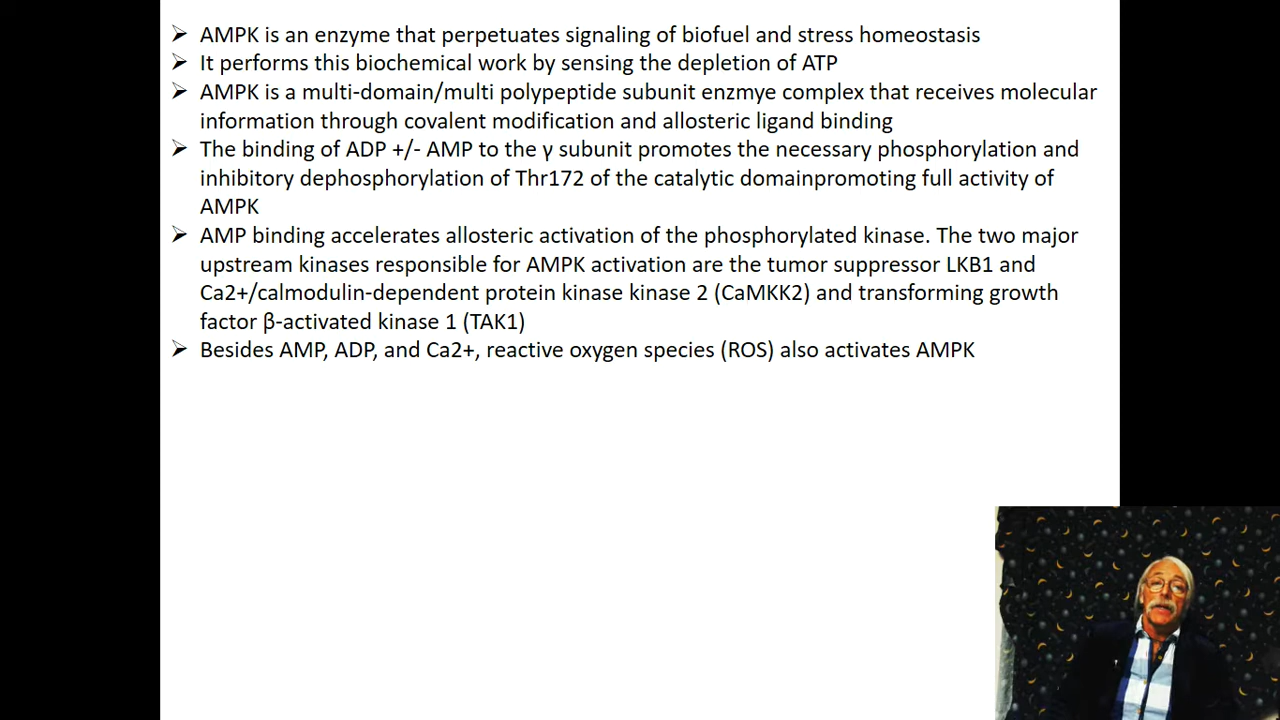 ➢ AMPK is an enzyme that perpetuates signaling of biofuel and stress homeostasis
➢ It performs this biochemical work by sensing the depletion of ATP
➢ AMPK is a multi-domain/multi polypeptide subunit enzmye complex that receives molecular
information through covalent modification and allosteric ligand binding
➢ The binding of ADP +/- AMP to the γ subunit promotes the necessary phosphorylation and
inhibitory dephosphorylation of Thr172 of the catalytic domainpromoting full activity of
AMPK
➢ AMP binding accelerates allosteric activation of the phosphorylated kinase. The two major
upstream kinases responsible for AMPK activation are the tumor suppressor LKB1 and
Ca2+/calmodulin-dependent protein kinase kinase 2 (CaMKK2) and transforming growth
factor β-activated kinase 1 (TAK1)
➢ Besides AMP, ADP, and Ca2+, reactive oxygen species (ROS) also activates AMPK